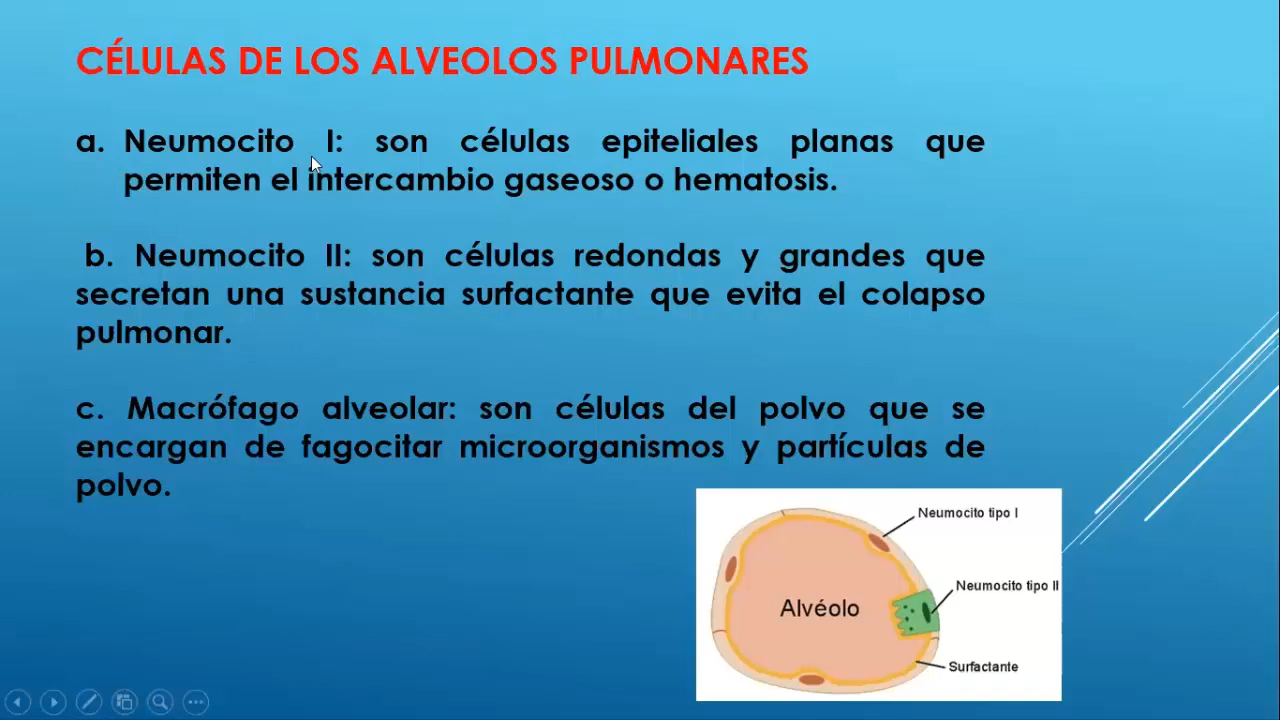 CÉLULAS DE LOS ALVEOLOS PULMONARES
a. Neumocito I: son células epiteliales planas que
permiten el intercambio gaseoso o hematosis.
b. Neumocito II: son células redondas y grandes que
secretan una sustancia surfactante que evita el colapso
pulmonar.
c. Macrófago alveolar: son células del polvo que se
encargan de fagocitar microorganismos y partículas de
polvo.
Neumocito tipo I
Neumocito tipo II
Alvéolo
Surfactante